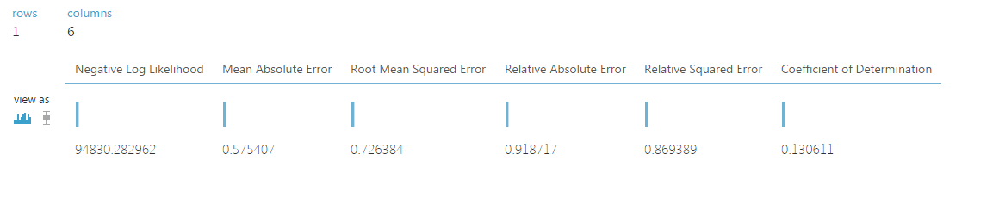 rows columns
1 6
Negative Log Likelihood Mean Absolute Error Root Mean Squared Error Relative Absolute Error Relative Squared Error Coefficient of Determination
view as
94830.282962 0.575407 0.726384 0.918717 0.869389 0.130611